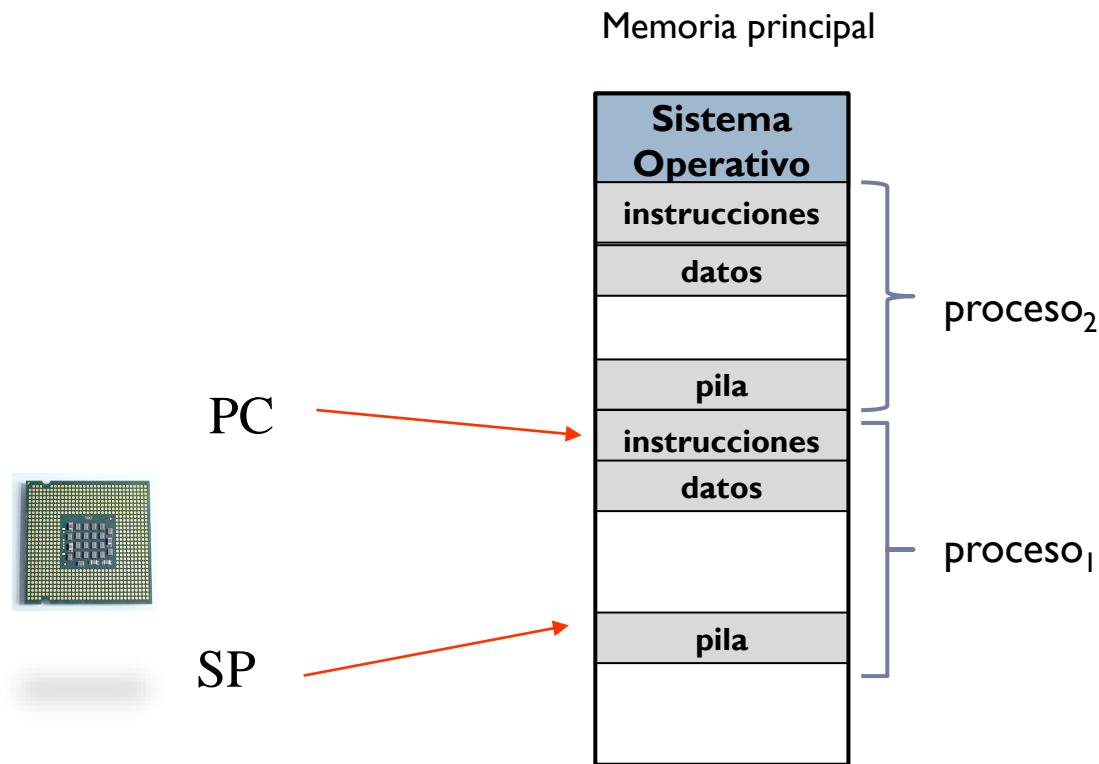 Memoria principal
Sistema
Operativo
instrucciones
datos
pila
instrucciones
datos
pila
proceso₂
proceso₁
PC
SP